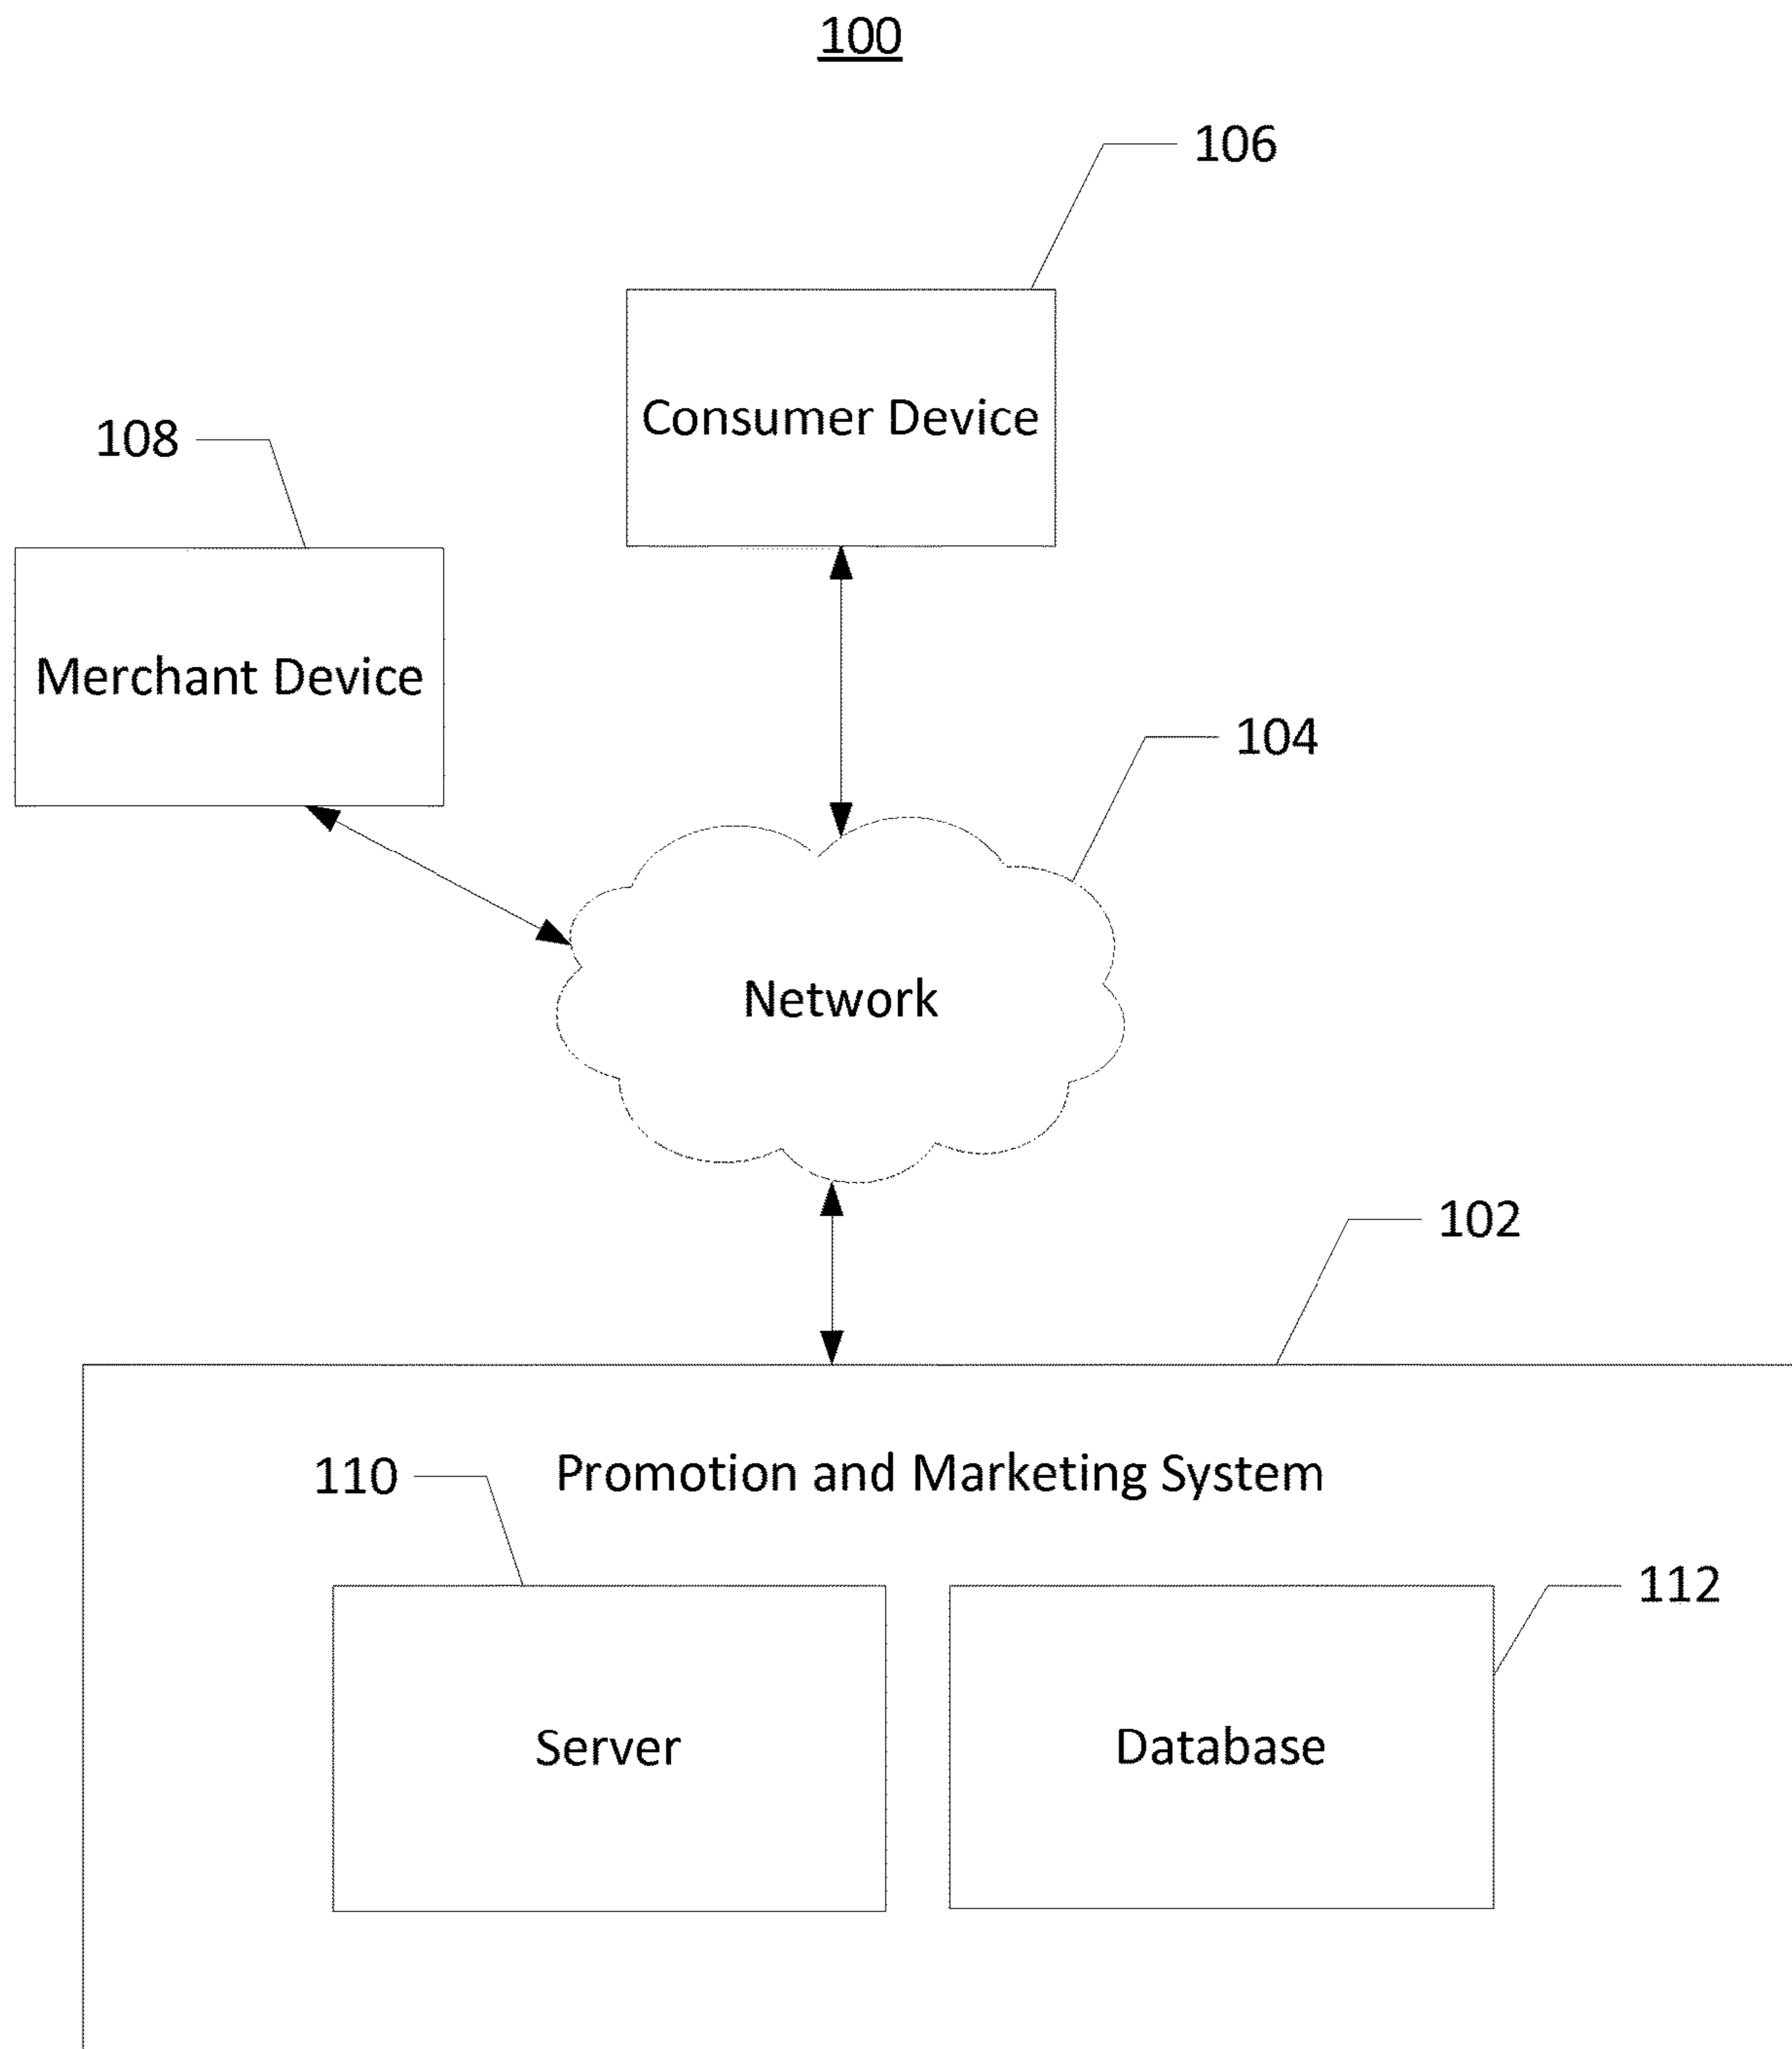 100
106
Consumer Device
108
Merchant Device
104
Network
102
Promotion and Marketing System
110
112
Server
Database